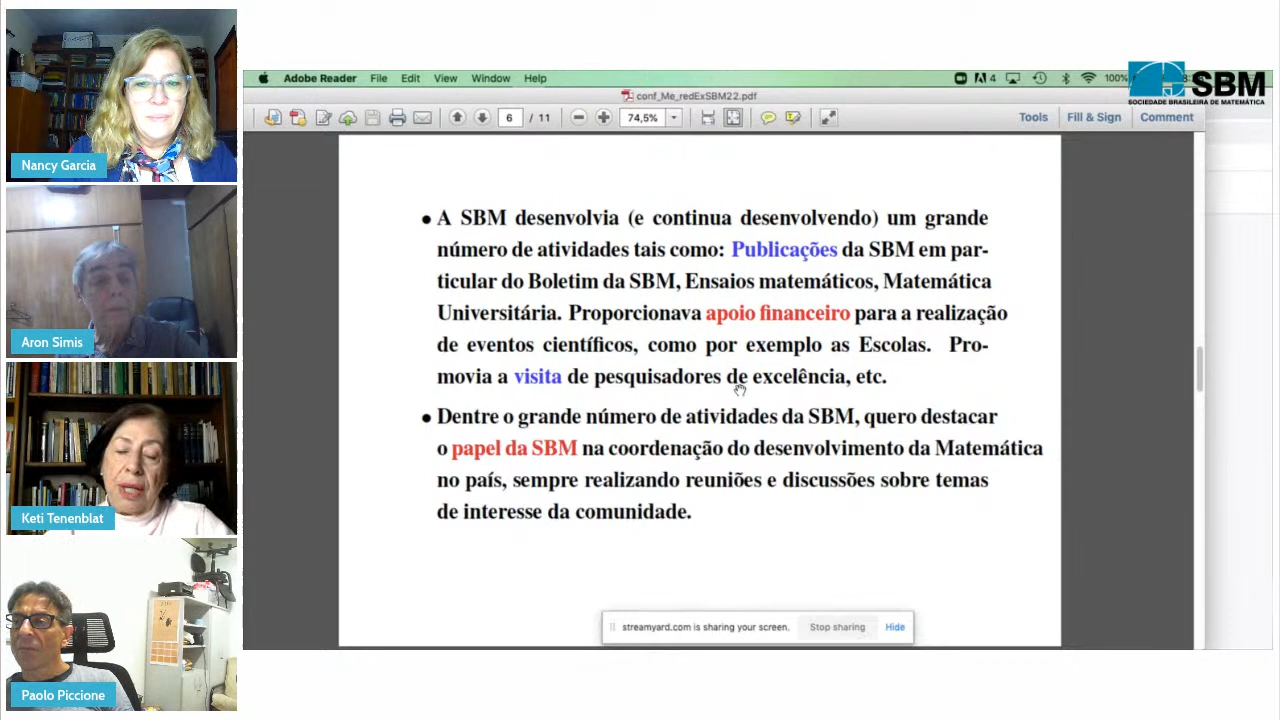 Nancy Garcia
Aron Simis
Keti Tenenblat
Paolo Piccione
Adobe Reader File Edit View Window Help
4
100%
SBM
SOCIEDADE BRASILEIRA DE MATEMÁTICA
conf_Me_redExSBM22.pdf
6 / 11
74,5%
Tools Fill & Sign Comment
• A SBM desenvolvia (e continua desenvolvendo) um grande
número de atividades tais como: Publicações da SBM em par-
ticular do Boletim da SBM, Ensaios matemáticos, Matemática
Universitária. Proporcionava apoio financeiro para a realização
de eventos científicos, como por exemplo as Escolas. Pro-
movia a visita de pesquisadores de excelência, etc.
• Dentre o grande número de atividades da SBM, quero destacar
o papel da SBM na coordenação do desenvolvimento da Matemática
no país, sempre realizando reuniões e discussões sobre temas
de interesse da comunidade.
streamyard.com is sharing your screen. Stop sharing Hide